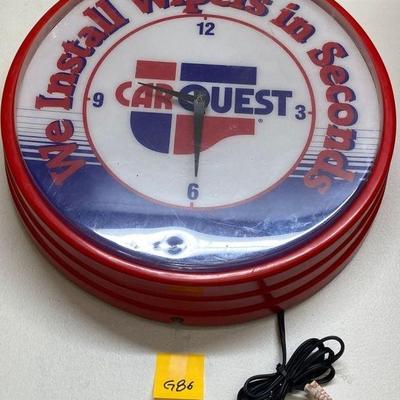 We Install Wipers in Seconds
12
9
3
6
CARQUEST
®
GB6